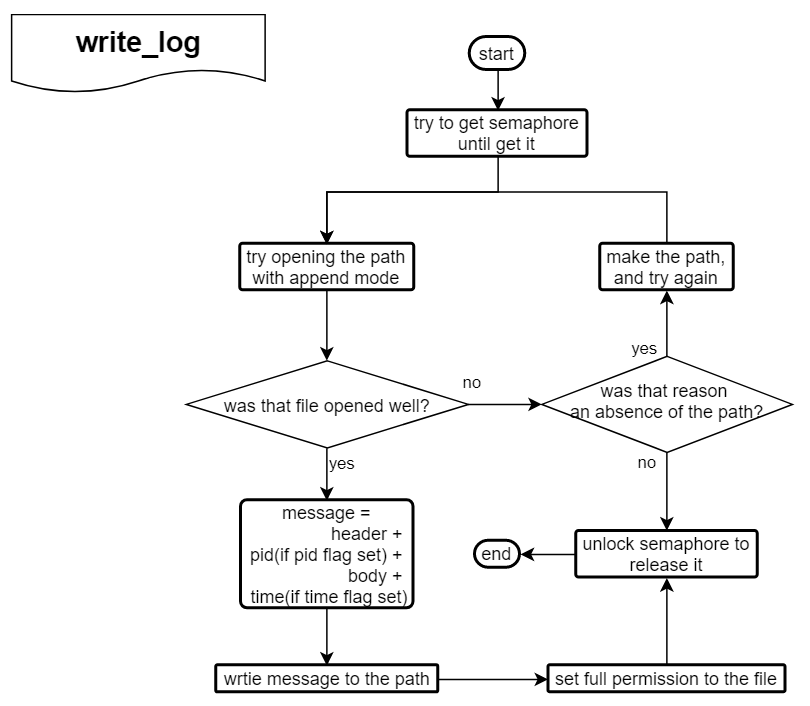 write_log
start
try to get semaphore
until get it
try opening the path
with append mode
make the path,
and try again
yes
was that file opened well?
no
was that reason
an absence of the path?
yes
no
message =
header +
pid(if pid flag set) +
body +
time(if time flag set)
end
unlock semaphore to
release it
wrtie message to the path
set full permission to the file